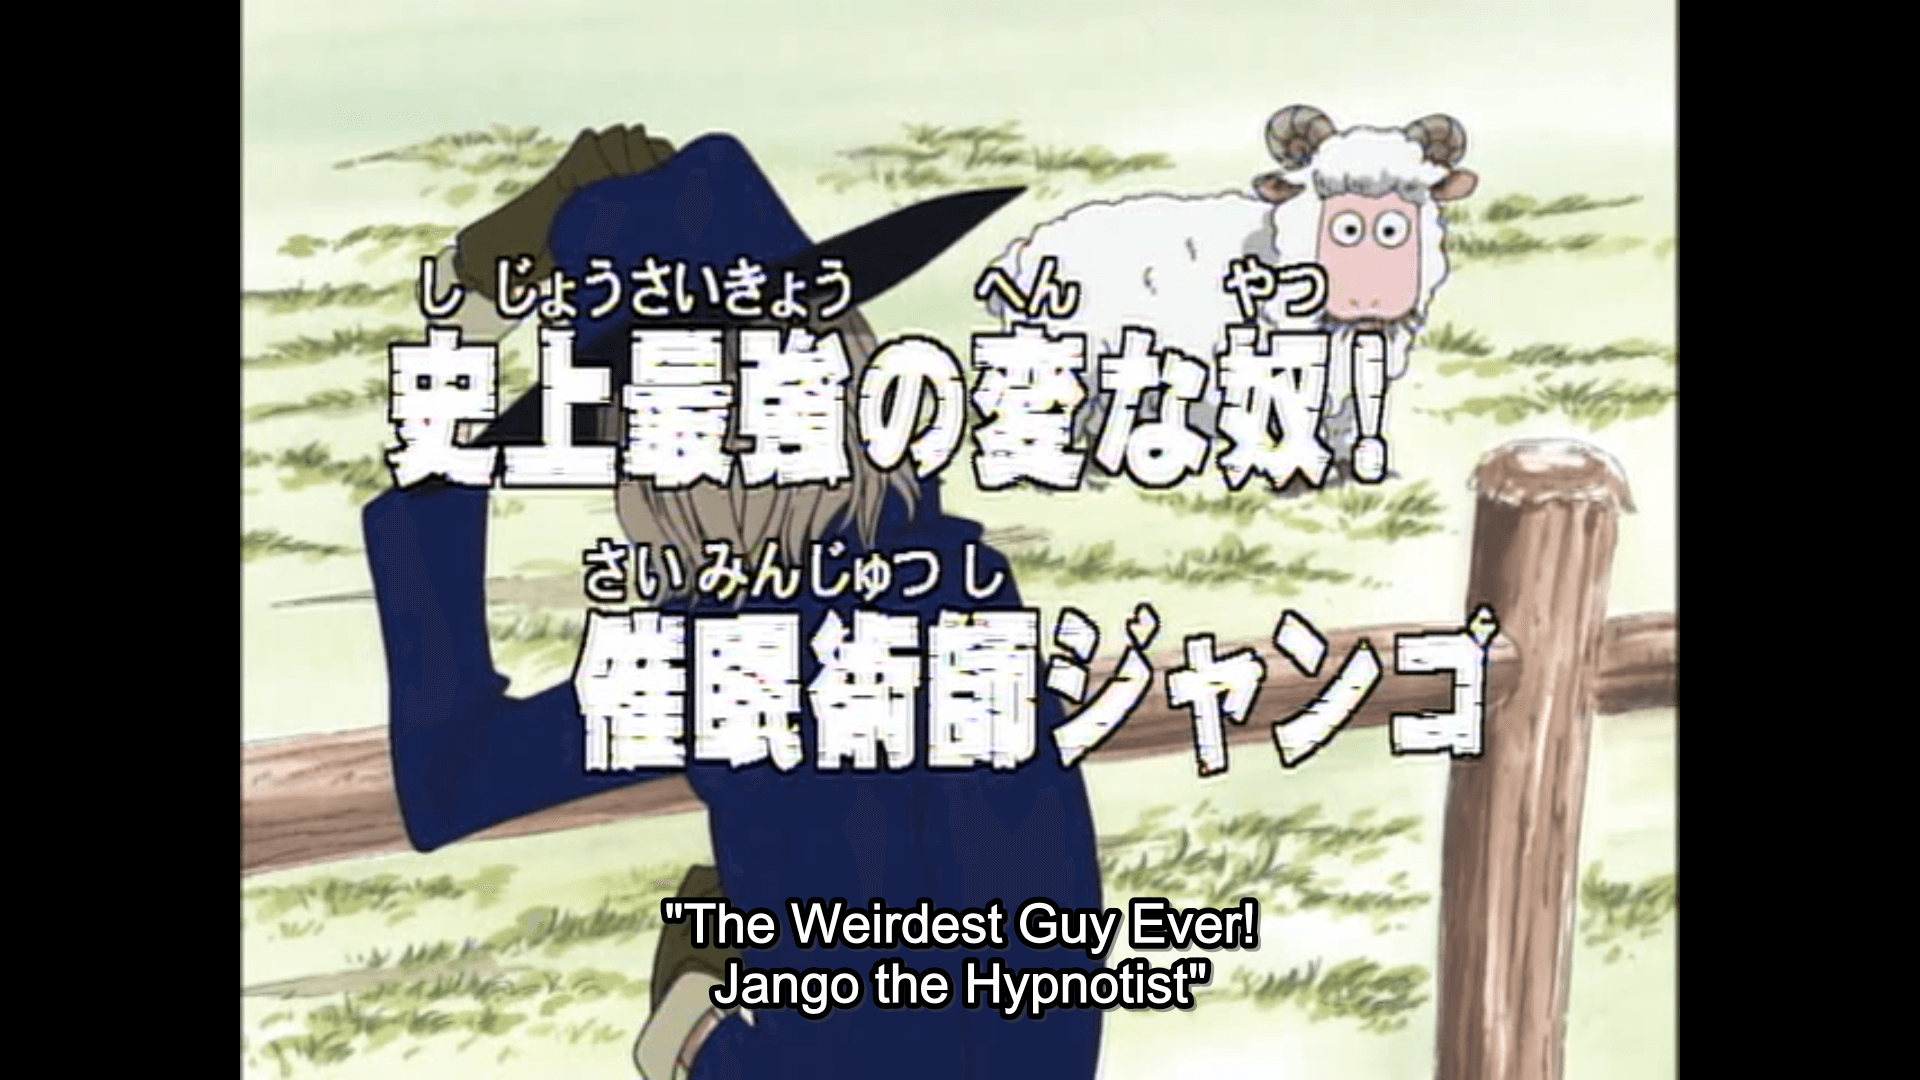 し じょうさいきょう へん やつ
史上最強の変な奴!
さい みんじゅつ し
催眠術師ジャンゴ
"The Weirdest Guy Ever!
Jango the Hypnotist"